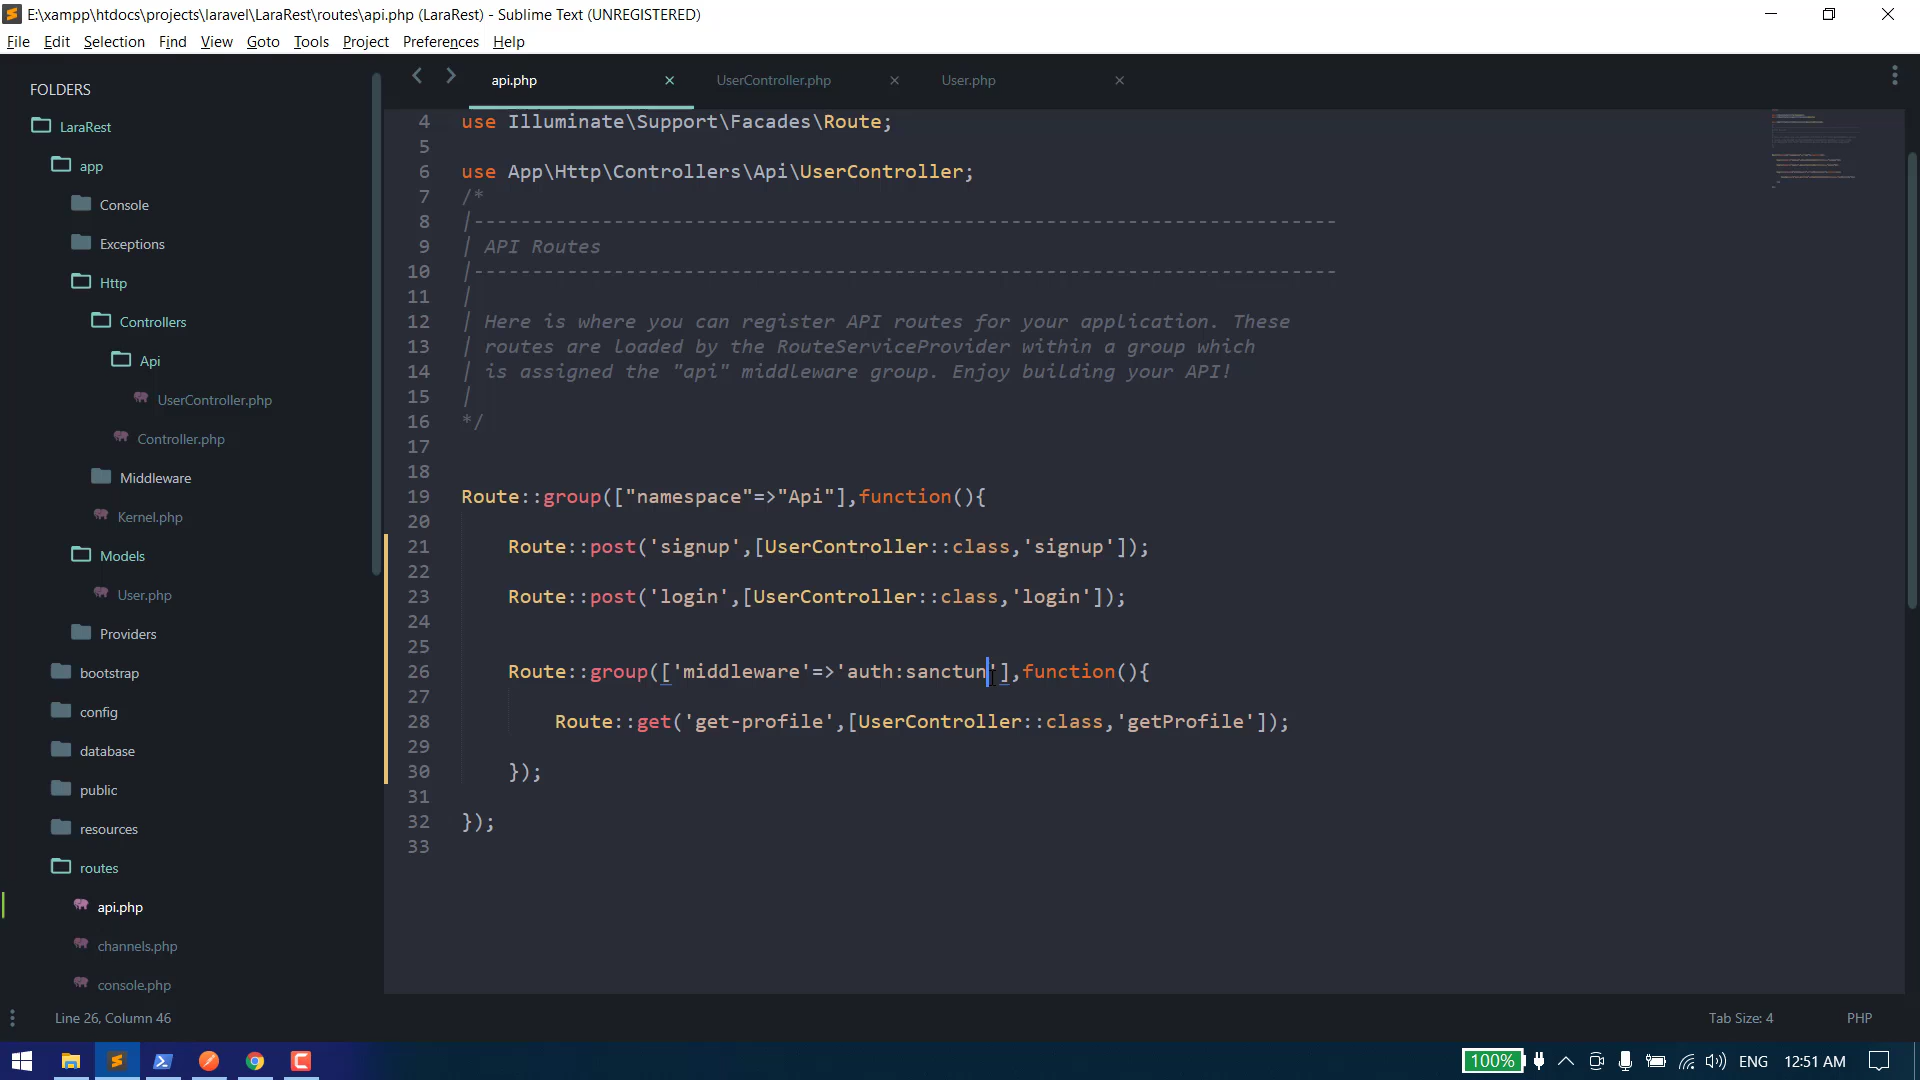 E:\xampp\htdocs\projects\laravel\LaraRest\routes\api.php (LaraRest) - Sublime Text (UNREGISTERED)
File Edit Selection Find View Goto Tools Project Preferences Help
FOLDERS
LaraRest
app
Console
Exceptions
Http
Controllers
Api
UserController.php
Controller.php
Middleware
Kernel.php
Models
User.php
Providers
bootstrap
config
database
public
resources
routes
api.php
channels.php
console.php
api.php UserController.php User.php
4 use Illuminate\Support\Facades\Route;
5
6 use App\Http\Controllers\Api\UserController;
7 /*
8 |--------------------------------------------------------------------------
9 | API Routes
10 |--------------------------------------------------------------------------
11 |
12 | Here is where you can register API routes for your application. These
13 | routes are loaded by the RouteServiceProvider within a group which
14 | is assigned the "api" middleware group. Enjoy building your API!
15 |
16 */
17
18
19 Route::group(["namespace"=>"Api"],function(){
20
21 Route::post('signup',[UserController::class,'signup']);
22
23 Route::post('login',[UserController::class,'login']);
24
25
26 Route::group(['middleware'=>'auth:sanctun'],function(){
27
28 Route::get('get-profile',[UserController::class,'getProfile']);
29
30 });
31
32 });
33
Line 26, Column 46 Tab Size: 4 PHP
100% ENG 12:51 AM